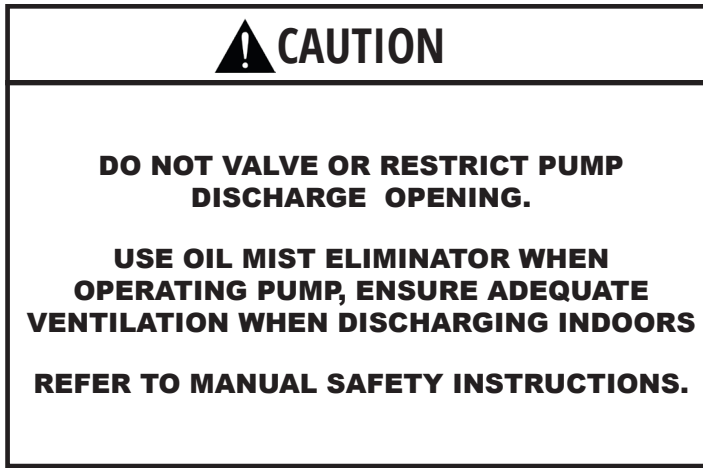 CAUTION
DO NOT VALVE OR RESTRICT PUMP
DISCHARGE OPENING.
USE OIL MIST ELIMINATOR WHEN
OPERATING PUMP, ENSURE ADEQUATE
VENTILATION WHEN DISCHARGING INDOORS
REFER TO MANUAL SAFETY INSTRUCTIONS.